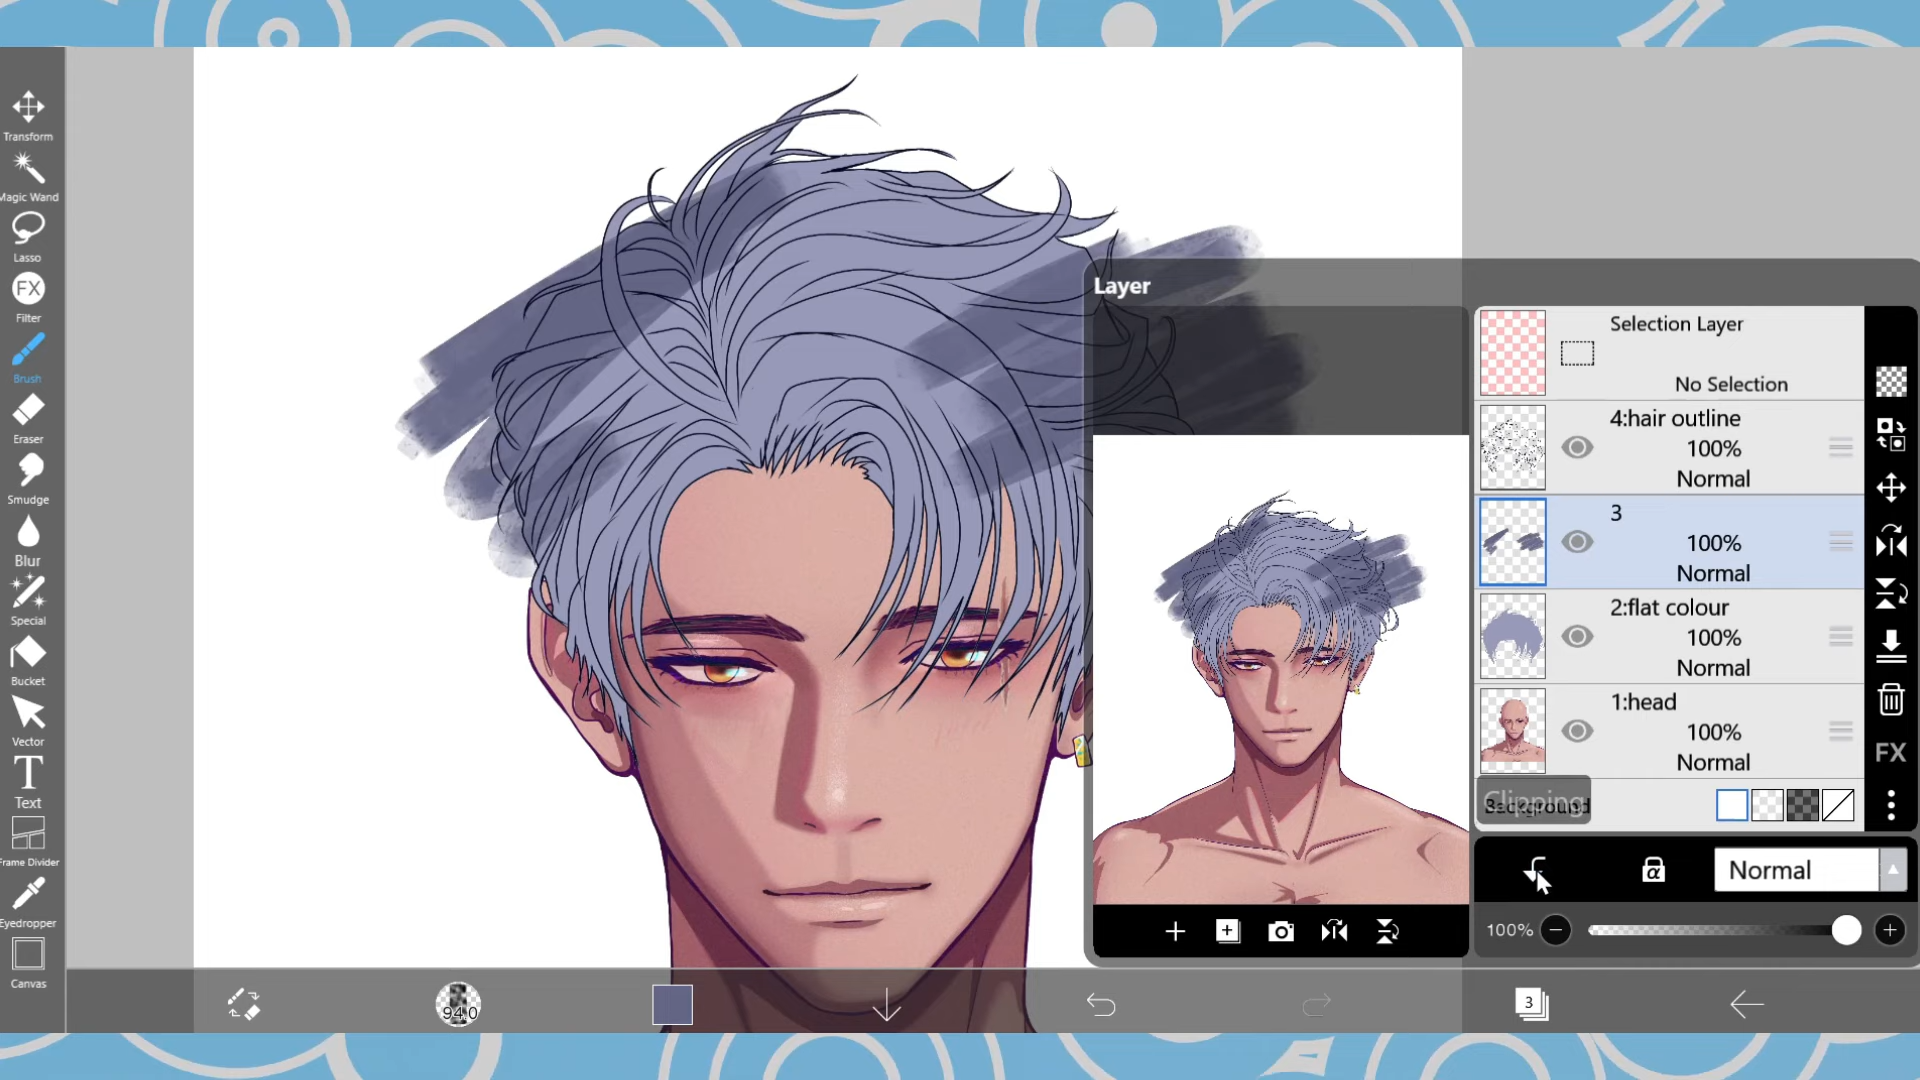 Transform
Magic Wand
Lasso
FX
Filter
Brush
Eraser
Smudge
Blur
Special
Bucket
Vector
T
Text
Frame Divider
Eyedropper
Canvas
Layer
Selection Layer
No Selection
4:hair outline
100%
Normal
3
100%
Normal
2:flat colour
100%
Normal
1:head
100%
Normal
Background
Clipping
FX
α
Normal
100%
94.0
3